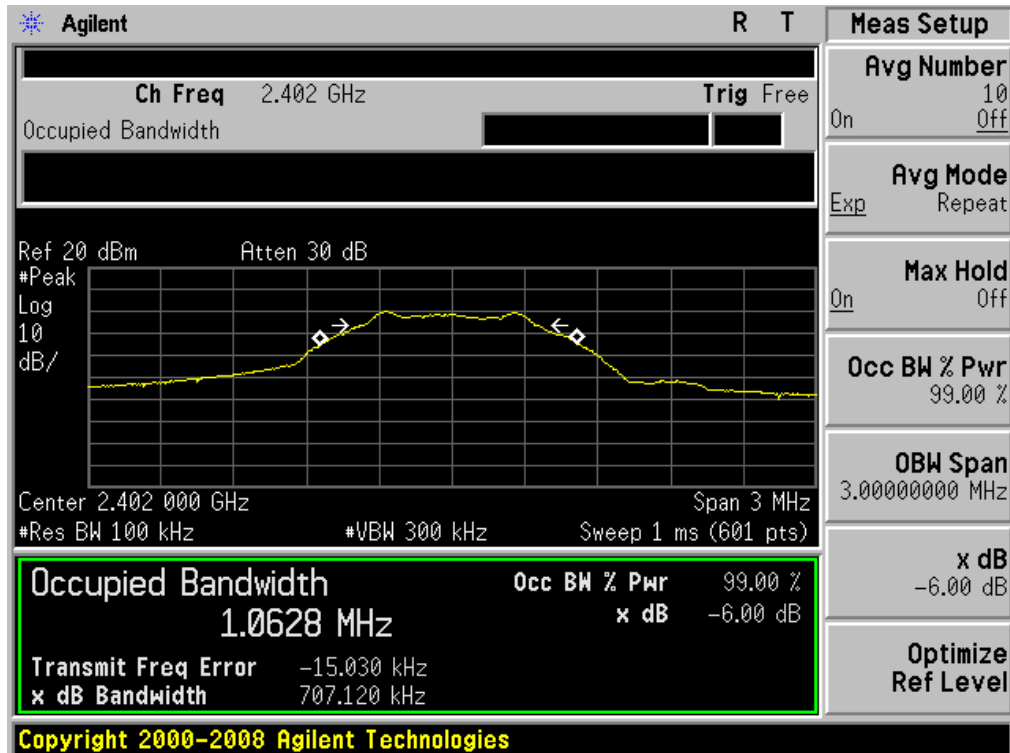 Agilent R T
Ch Freq 2.402 GHz Trig Free
Occupied Bandwidth
Ref 20 dBm Atten 30 dB
#Peak
Log
10
dB/
Center 2.402 000 GHz Span 3 MHz
#Res BW 100 kHz #VBW 300 kHz Sweep 1 ms (601 pts)
Occupied Bandwidth Occ BW % Pwr 99.00 %
1.0628 MHz x dB -6.00 dB
Transmit Freq Error -15.030 kHz
x dB Bandwidth 707.120 kHz
Copyright 2000-2008 Agilent Technologies
Meas Setup
Avg Number
10
On Off
Avg Mode
Exp Repeat
Max Hold
On Off
Occ BW % Pwr
99.00 %
OBW Span
3.00000000 MHz
x dB
-6.00 dB
Optimize
Ref Level